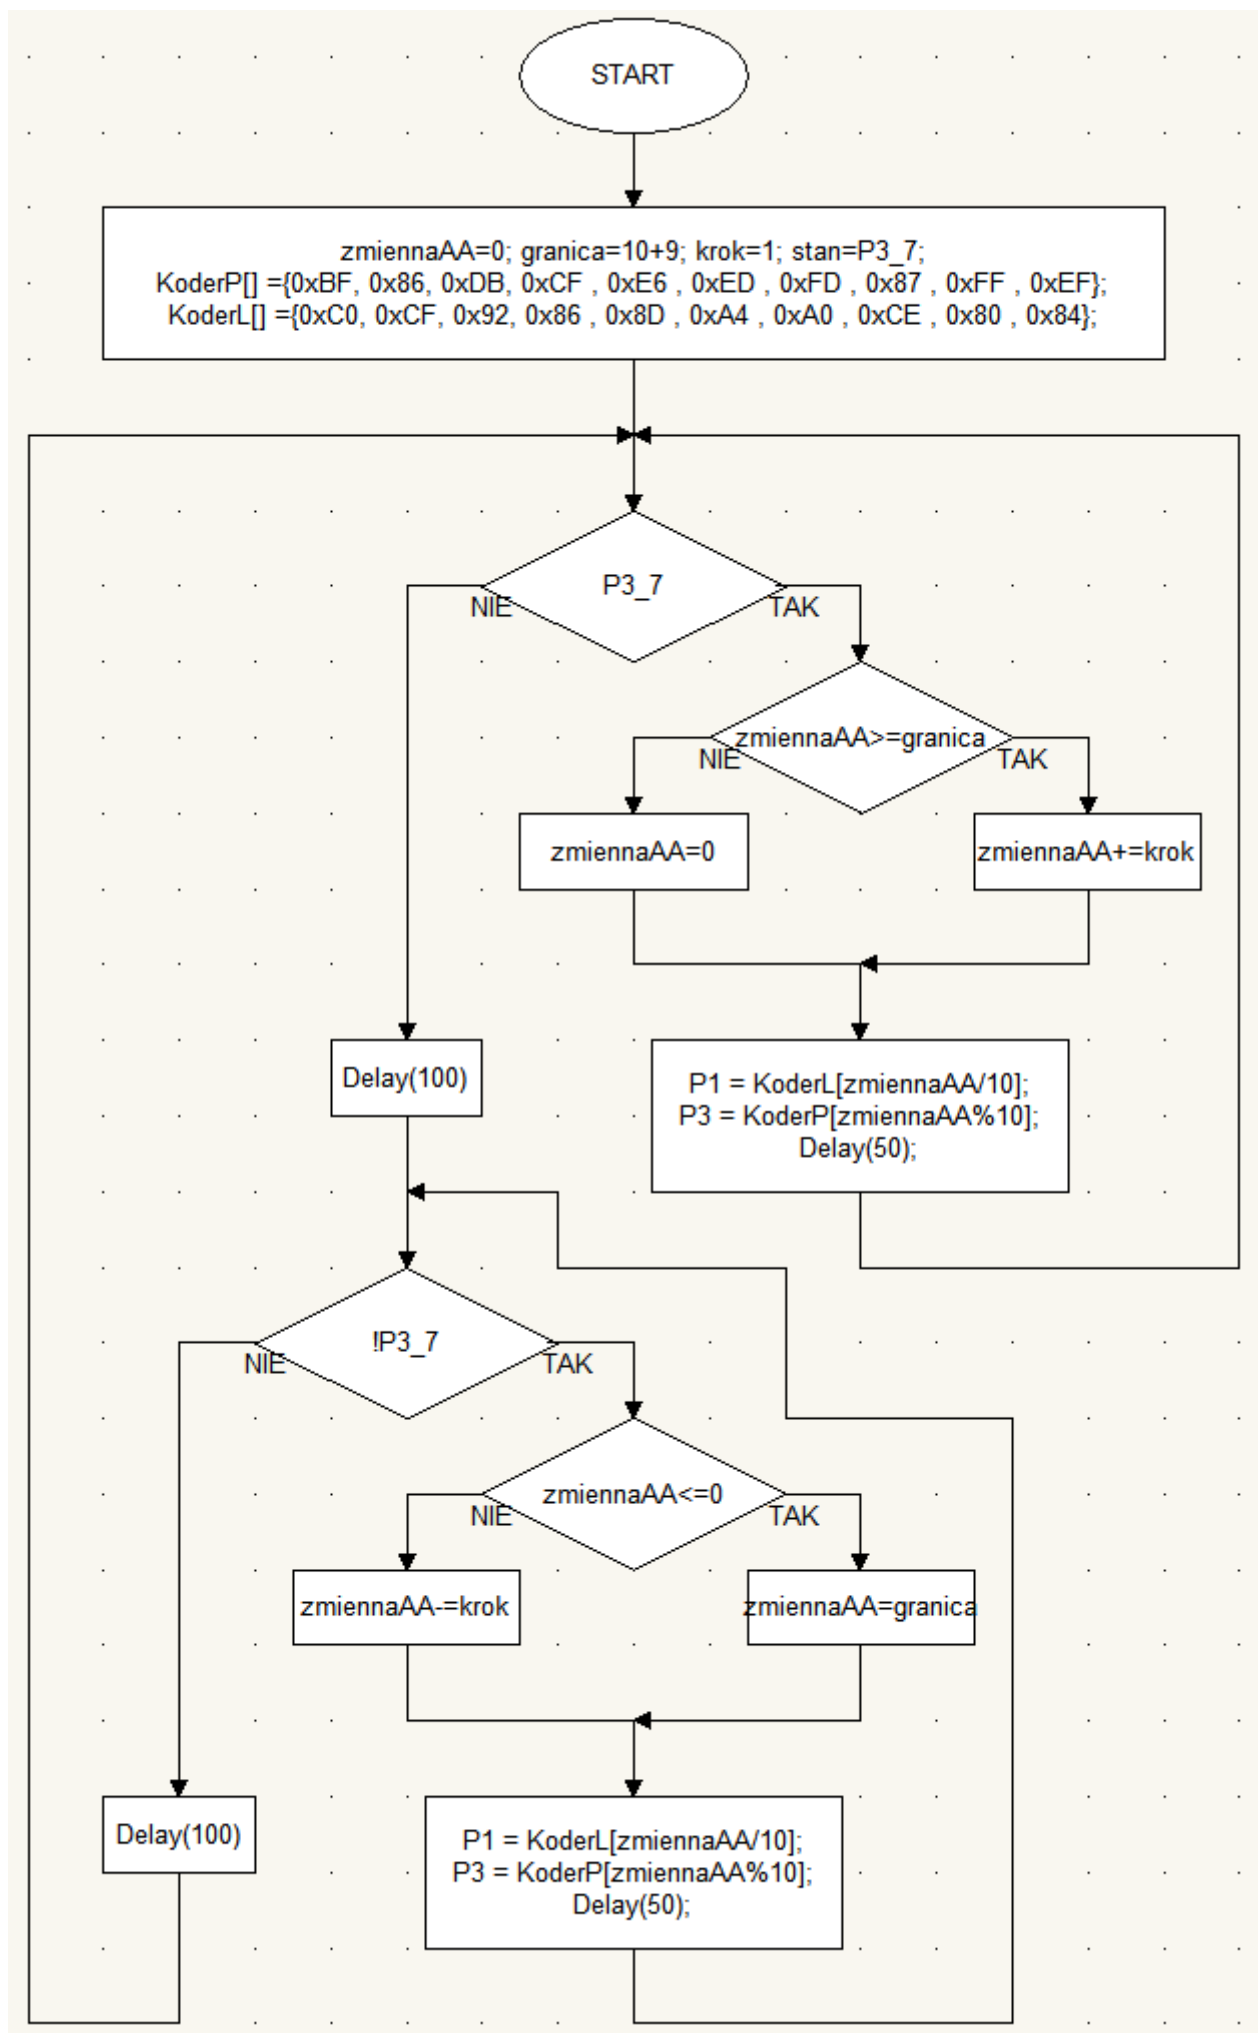 START
zmiennaAA=0; granica=10+9; krok=1; stan=P3_7;
KoderP[] ={0xBF, 0x86, 0xDB, 0xCF , 0xE6 , 0xED , 0xFD , 0x87 , 0xFF , 0xEF};
KoderL[] ={0xC0, 0xCF, 0x92, 0x86 , 0x8D , 0xA4 , 0xA0 , 0xCE , 0x80 , 0x84};
P3_7
NIE
TAK
zmiennaAA>=granica
NIE
TAK
zmiennaAA=0
zmiennaAA+=krok
Delay(100)
P1 = KoderL[zmiennaAA/10];
P3 = KoderP[zmiennaAA%10];
Delay(50);
!P3_7
NIE
TAK
zmiennaAA<=0
NIE
TAK
zmiennaAA-=krok
zmiennaAA=granica
Delay(100)
P1 = KoderL[zmiennaAA/10];
P3 = KoderP[zmiennaAA%10];
Delay(50);